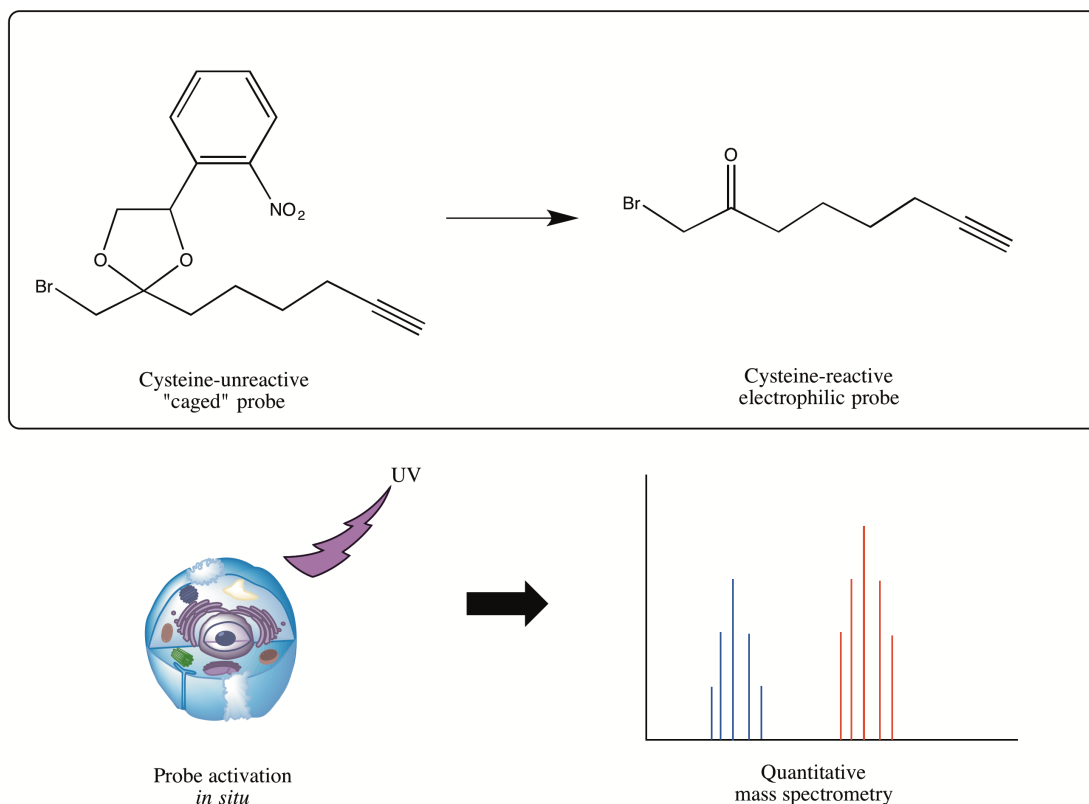 NO2
O
O
Br
O
Br
Cysteine-unreactive
"caged" probe
Cysteine-reactive
electrophilic probe
UV
Probe activation
in situ
Quantitative
mass spectrometry